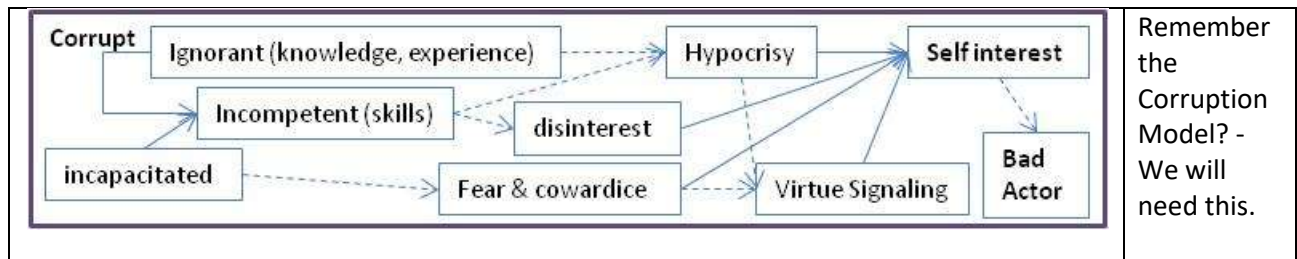 Corrupt
Ignorant (knowledge, experience)
Hypocrisy
Self interest
Incompetent (skills)
disinterest
incapacitated
Fear & cowardice
Virtue Signaling
Bad
Actor
Remember
the
Corruption
Model? -
We will
need this.